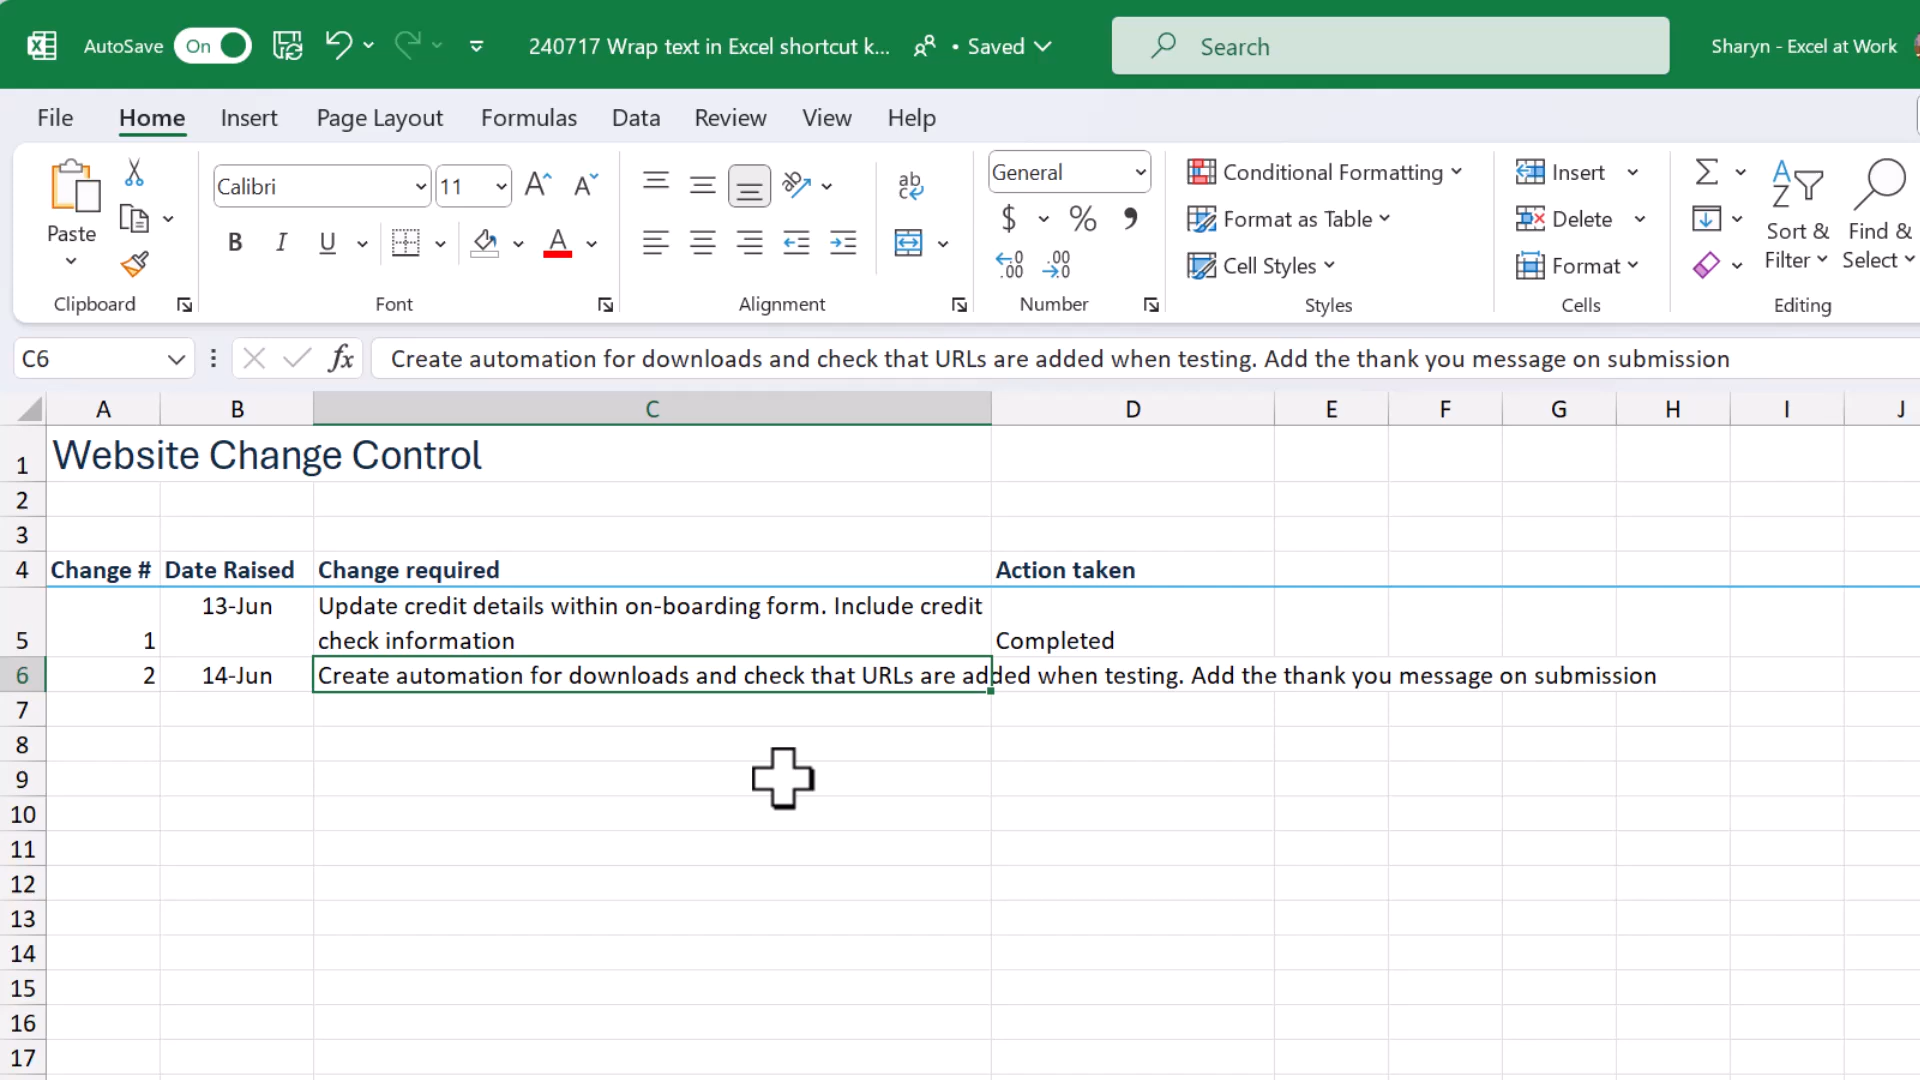 AutoSave On 240717 Wrap text in Excel shortcut k... • Saved Search Sharyn - Excel at Work
File Home Insert Page Layout Formulas Data Review View Help
Paste
Clipboard
Calibri 11
B I U A
Font
ab
c
Alignment
General
$ % ,
.00 .00
Number
Conditional Formatting
Format as Table
Cell Styles
Styles
Insert
Delete
Format
Cells
Sort & Filter
Find & Select
Editing
C6 fx Create automation for downloads and check that URLs are added when testing. Add the thank you message on submission
A B C D E F G H I J
1 Website Change Control
2
3
4 Change # Date Raised Change required Action taken
13-Jun Update credit details within on-boarding form. Include credit
5 1 check information Completed
6 2 14-Jun Create automation for downloads and check that URLs are added when testing. Add the thank you message on submission
7
8
9
10
11
12
13
14
15
16
17